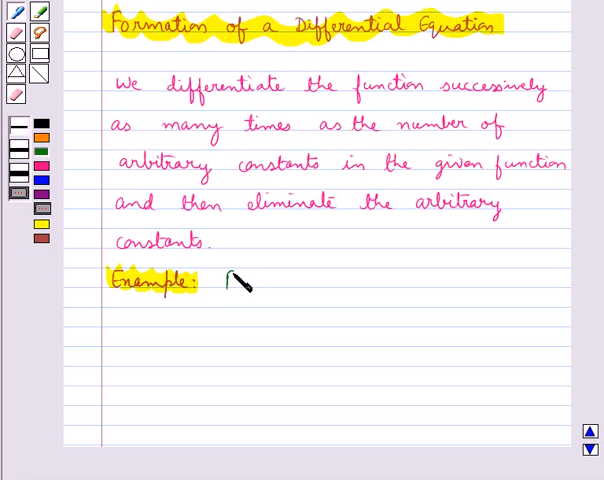 Formation of a Differential Equation
We differentiate the function successively
as many times as the number of
arbitrary constants in the given function
and then eliminate the arbitrary
constants.
Example: